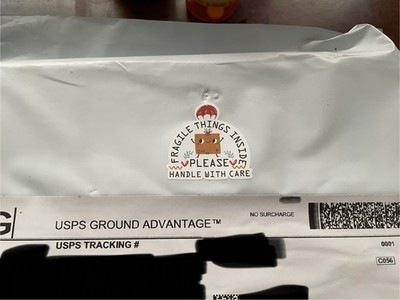 FRAGILE THINGS INSIDE
PLEASE
HANDLE WITH CARE
G
USPS GROUND ADVANTAGE™
NO SURCHARGE
USPS TRACKING #
0001
C056